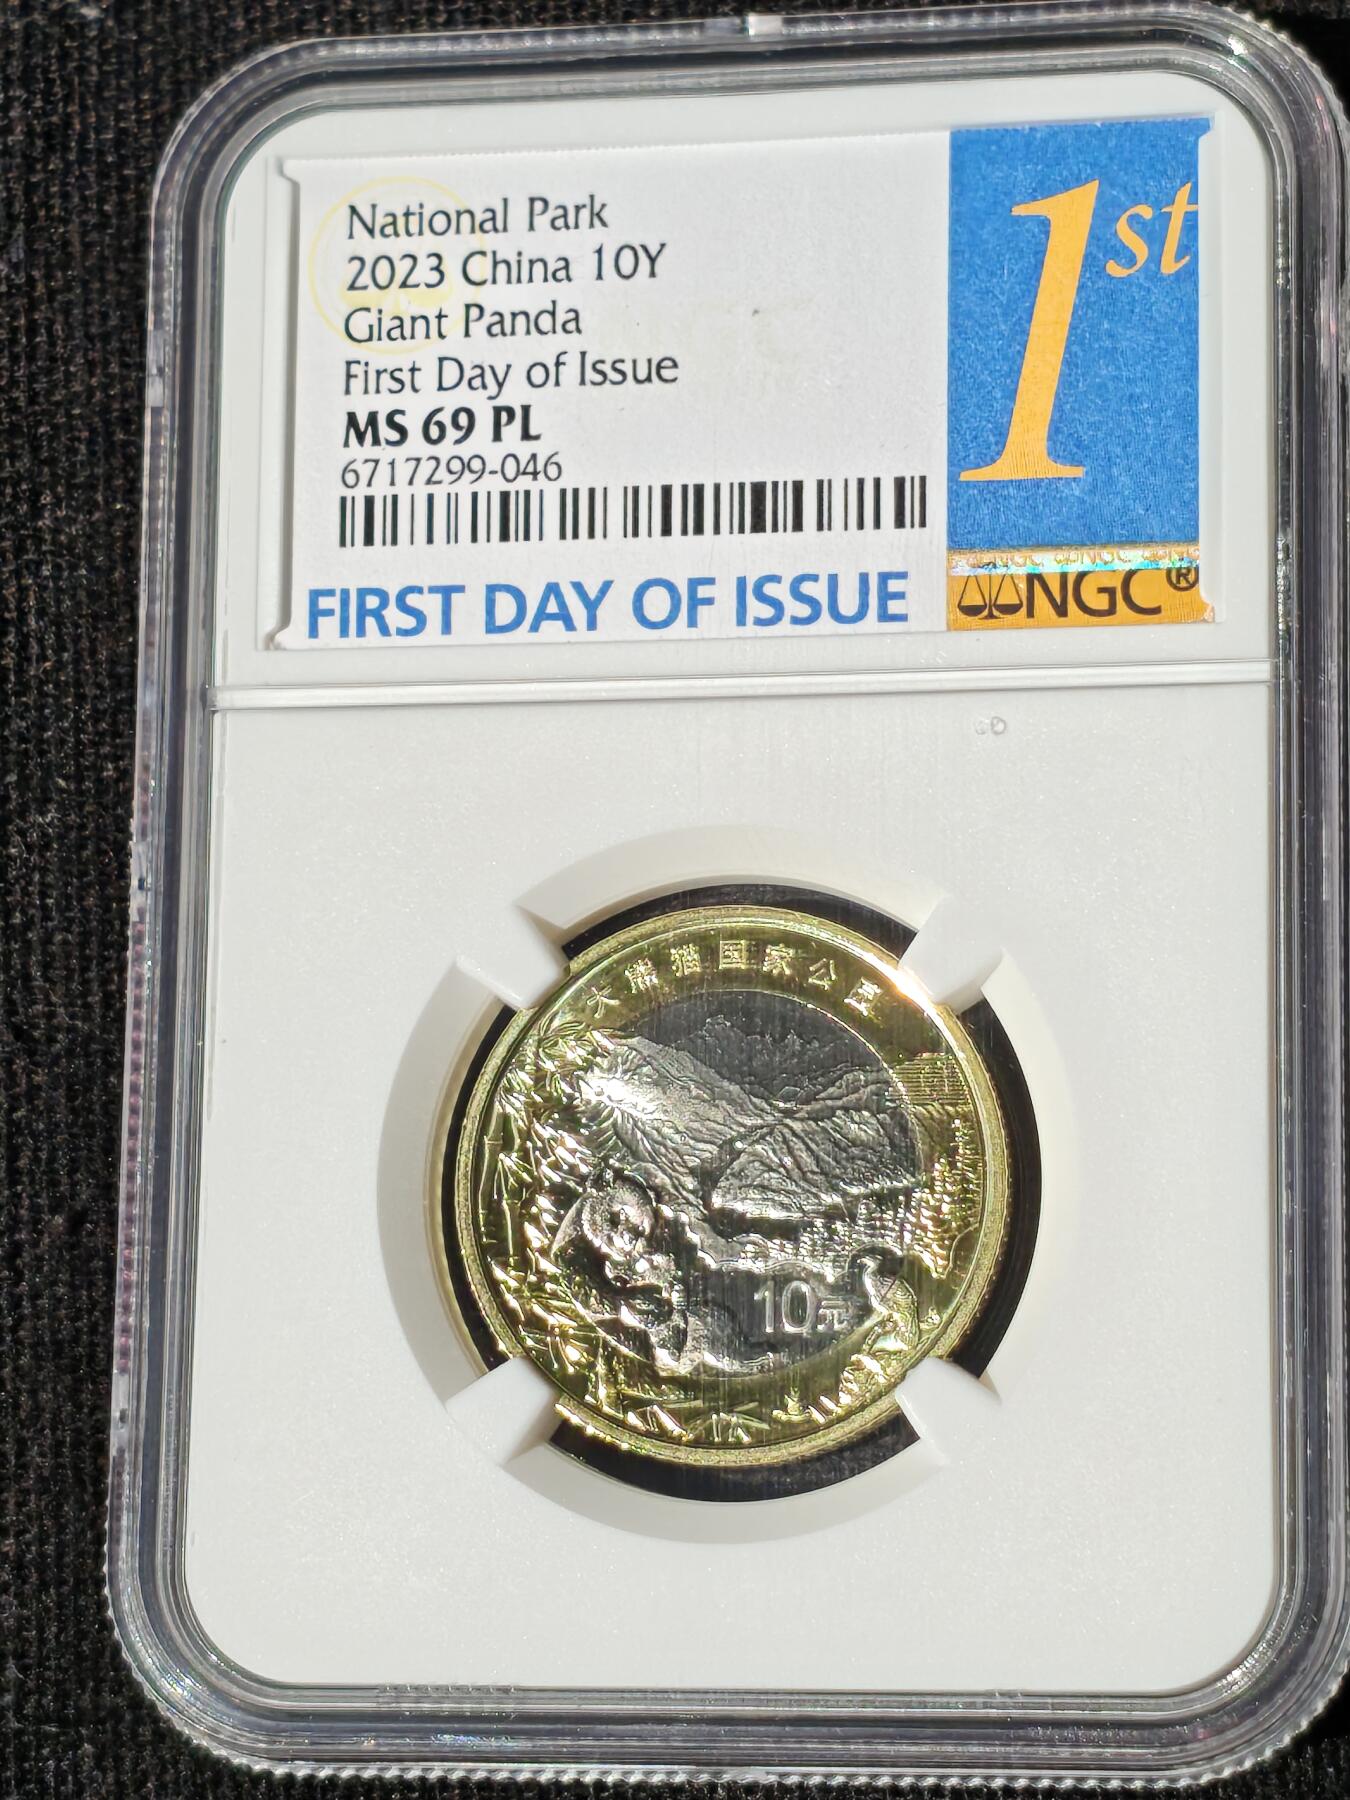 National Park
2023 China 10Y
Giant Panda
First Day of Issue
MS 69 PL
6717299-046
FIRST DAY OF ISSUE
1st
NGC®
大熊猫国家公园
10元